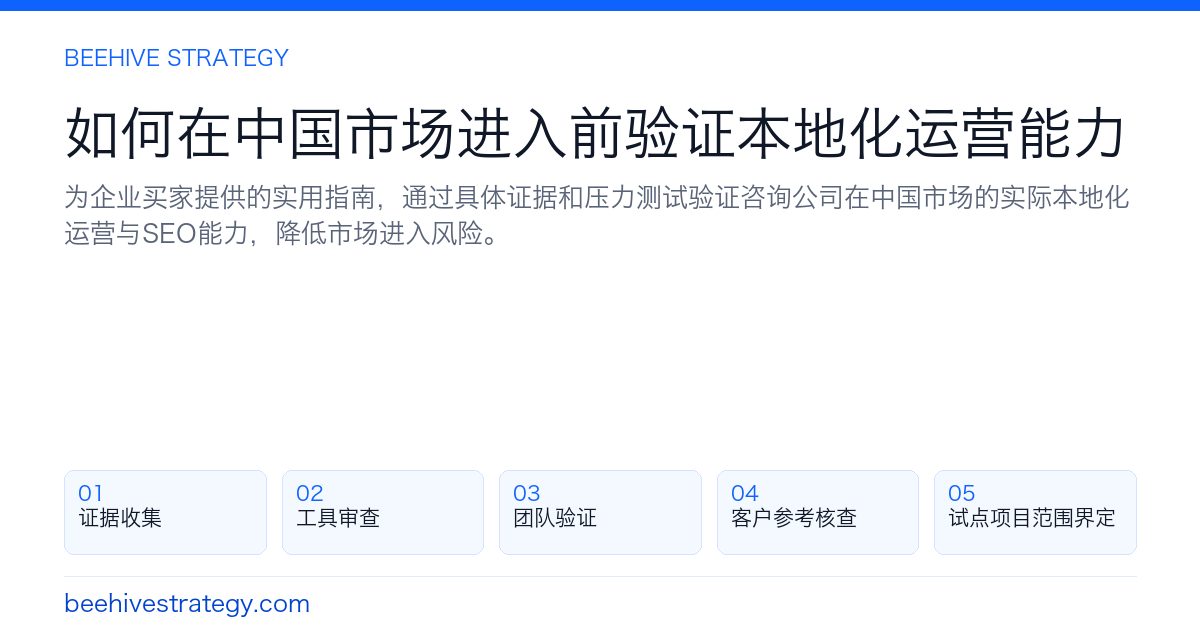 BEEHIVE STRATEGY
如何在中国市场进入前验证本地化运营能力
为企业买家提供的实用指南，通过具体证据和压力测试验证咨询公司在中国市场的实际本地化
运营与SEO能力，降低市场进入风险。
01
证据收集
02
工具审查
03
团队验证
04
客户参考核查
05
试点项目范围界定
beehivestrategy.com